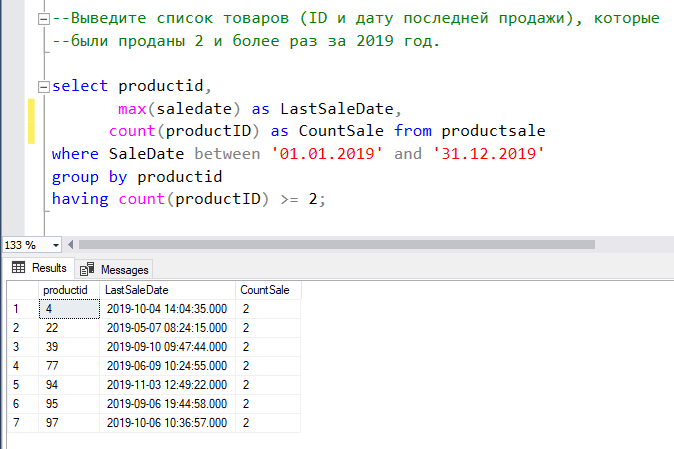 --Выведите список товаров (ID и дату последней продажи), которые
--были проданы 2 и более раз за 2019 год.
select productid,
max(saledate) as LastSaleDate,
count(productID) as CountSale from productsale
where SaleDate between '01.01.2019' and '31.12.2019'
group by productid
having count(productID) >= 2;
133 %
Results Messages
productid LastSaleDate CountSale
1 4 2019-10-04 14:04:35.000 2
2 22 2019-05-07 08:24:15.000 2
3 39 2019-09-10 09:47:44.000 2
4 77 2019-06-09 10:24:55.000 2
5 94 2019-11-03 12:49:22.000 2
6 95 2019-09-06 19:44:58.000 2
7 97 2019-10-06 10:36:57.000 2